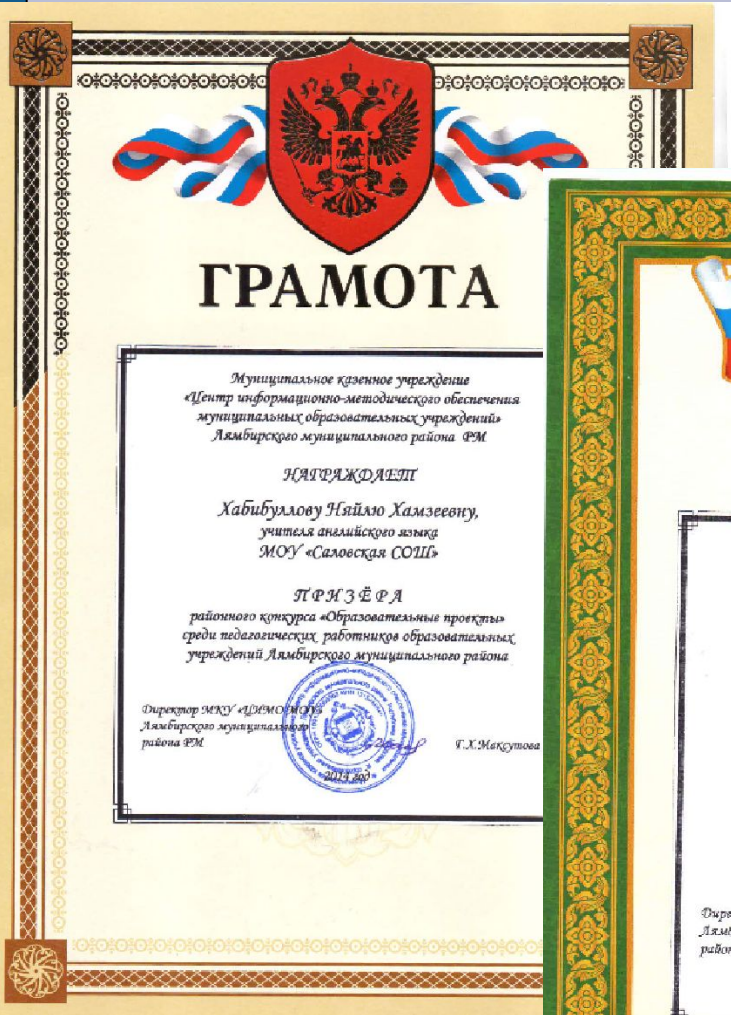 ГРАМОТА
Муниципальное казенное учреждение
«Центр информационно-методического обеспечения
муниципальных образовательных учреждений»
Лямбирского муниципального района РМ
НАГРАЖДАЕТ
Хабибуллову Няйлю Хамзеевну,
учителя английского языка
МОУ «Саловская СОШ»
ПРИЗЁРА
районного конкурса «Образовательные проекты»
среди педагогических работников образовательных
учреждений Лямбирского муниципального района
Директор МКУ «ЦИМО МОУ»
Лямбирского муниципального
района РМ
Г.Х.Максутова
год